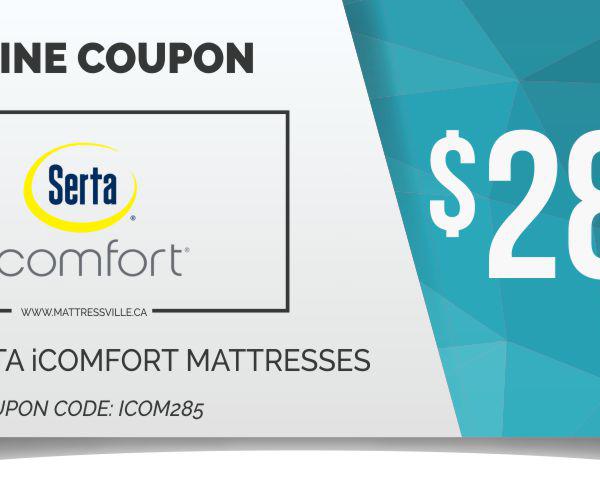 INE COUPON
Serta®
comfort®
WWW.MATTRESSVILLE.CA
TA iCOMFORT MATTRESSES
UPON CODE: ICOM285
$28